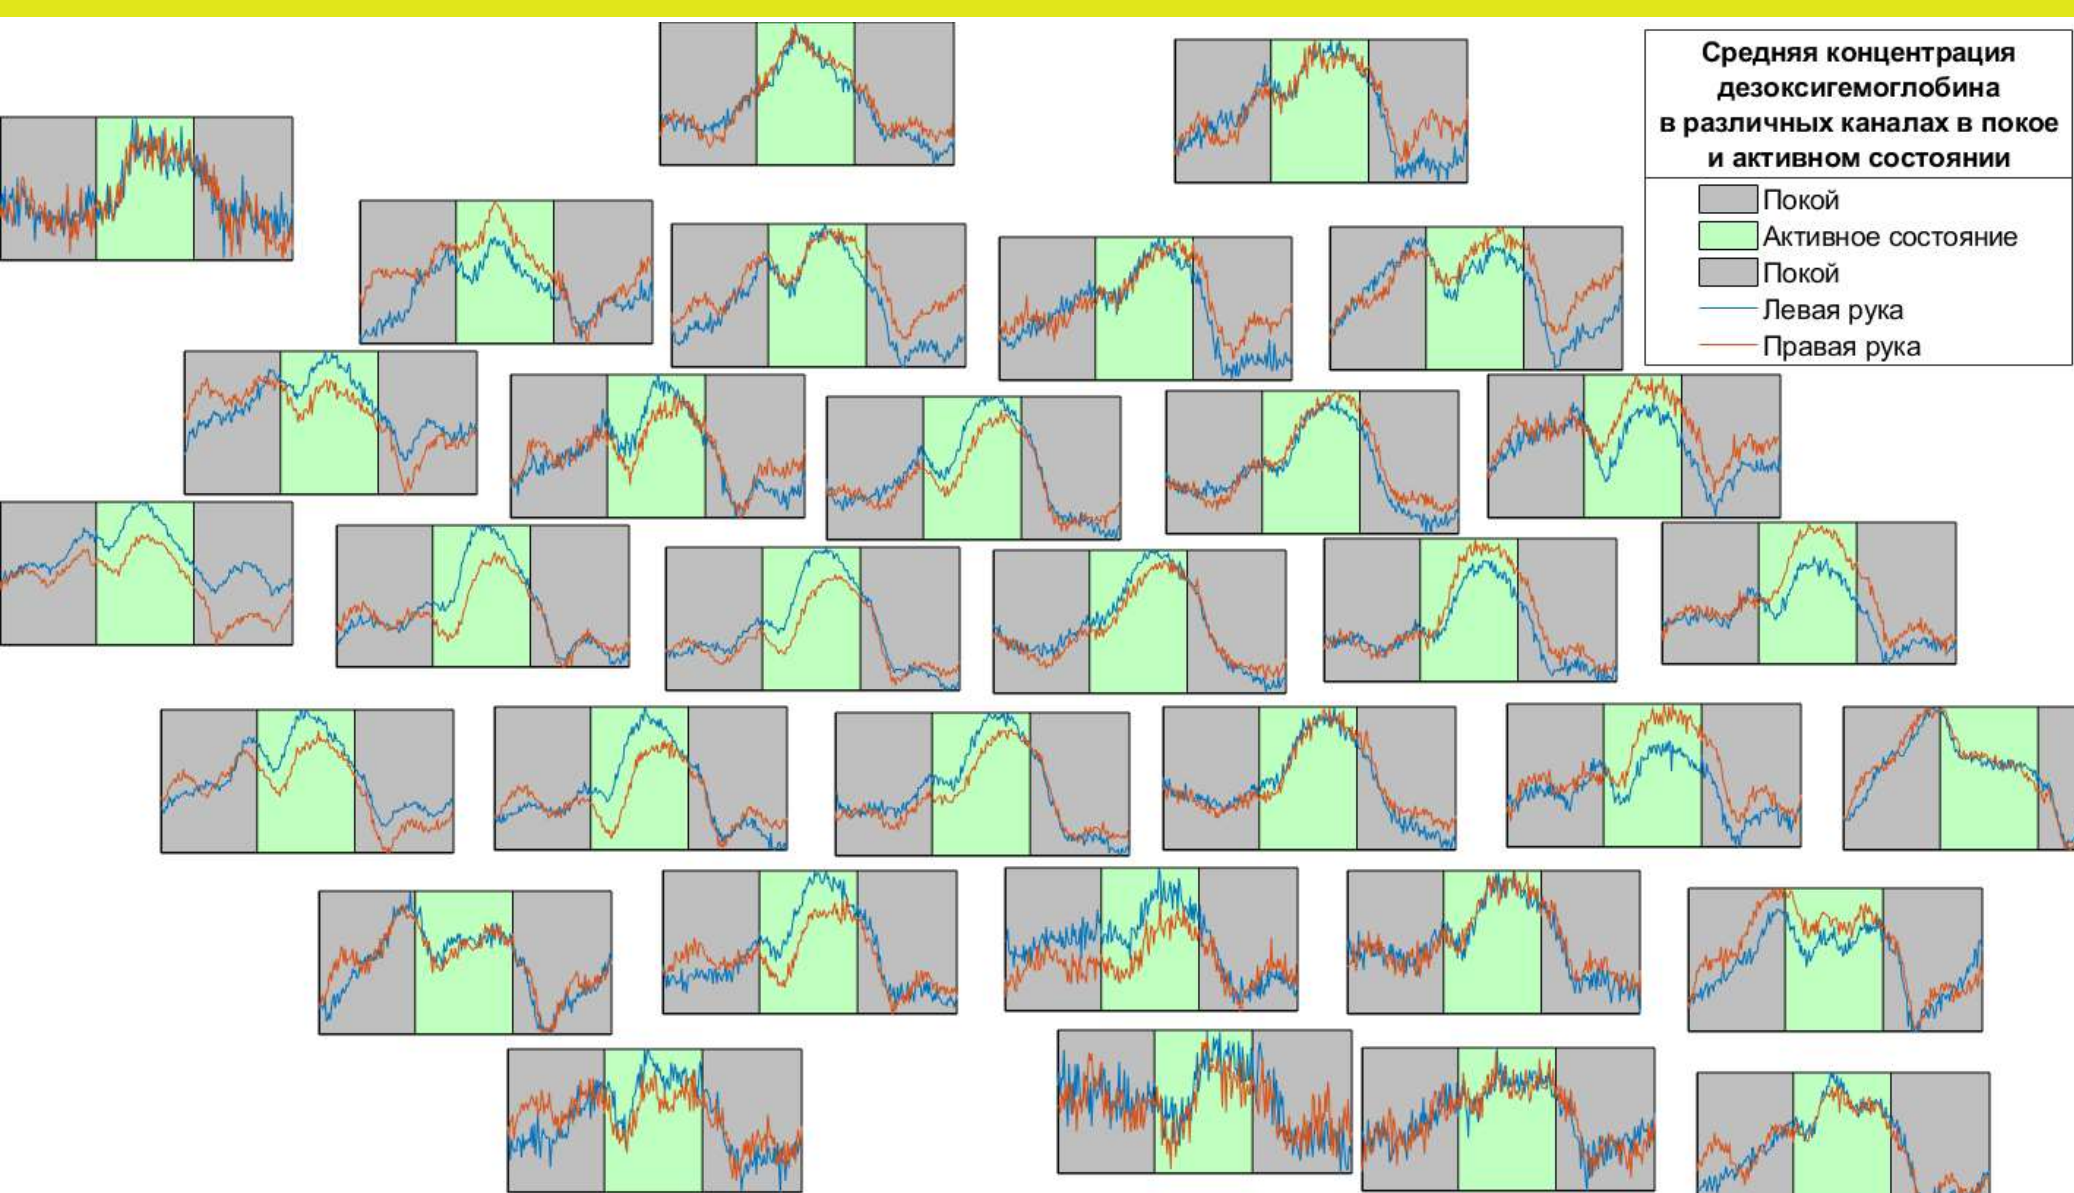 Средняя концентрация
дезоксигемоглобина
в различных каналах в покое
и активном состоянии
Покой
Активное состояние
Покой
Левая рука
Правая рука